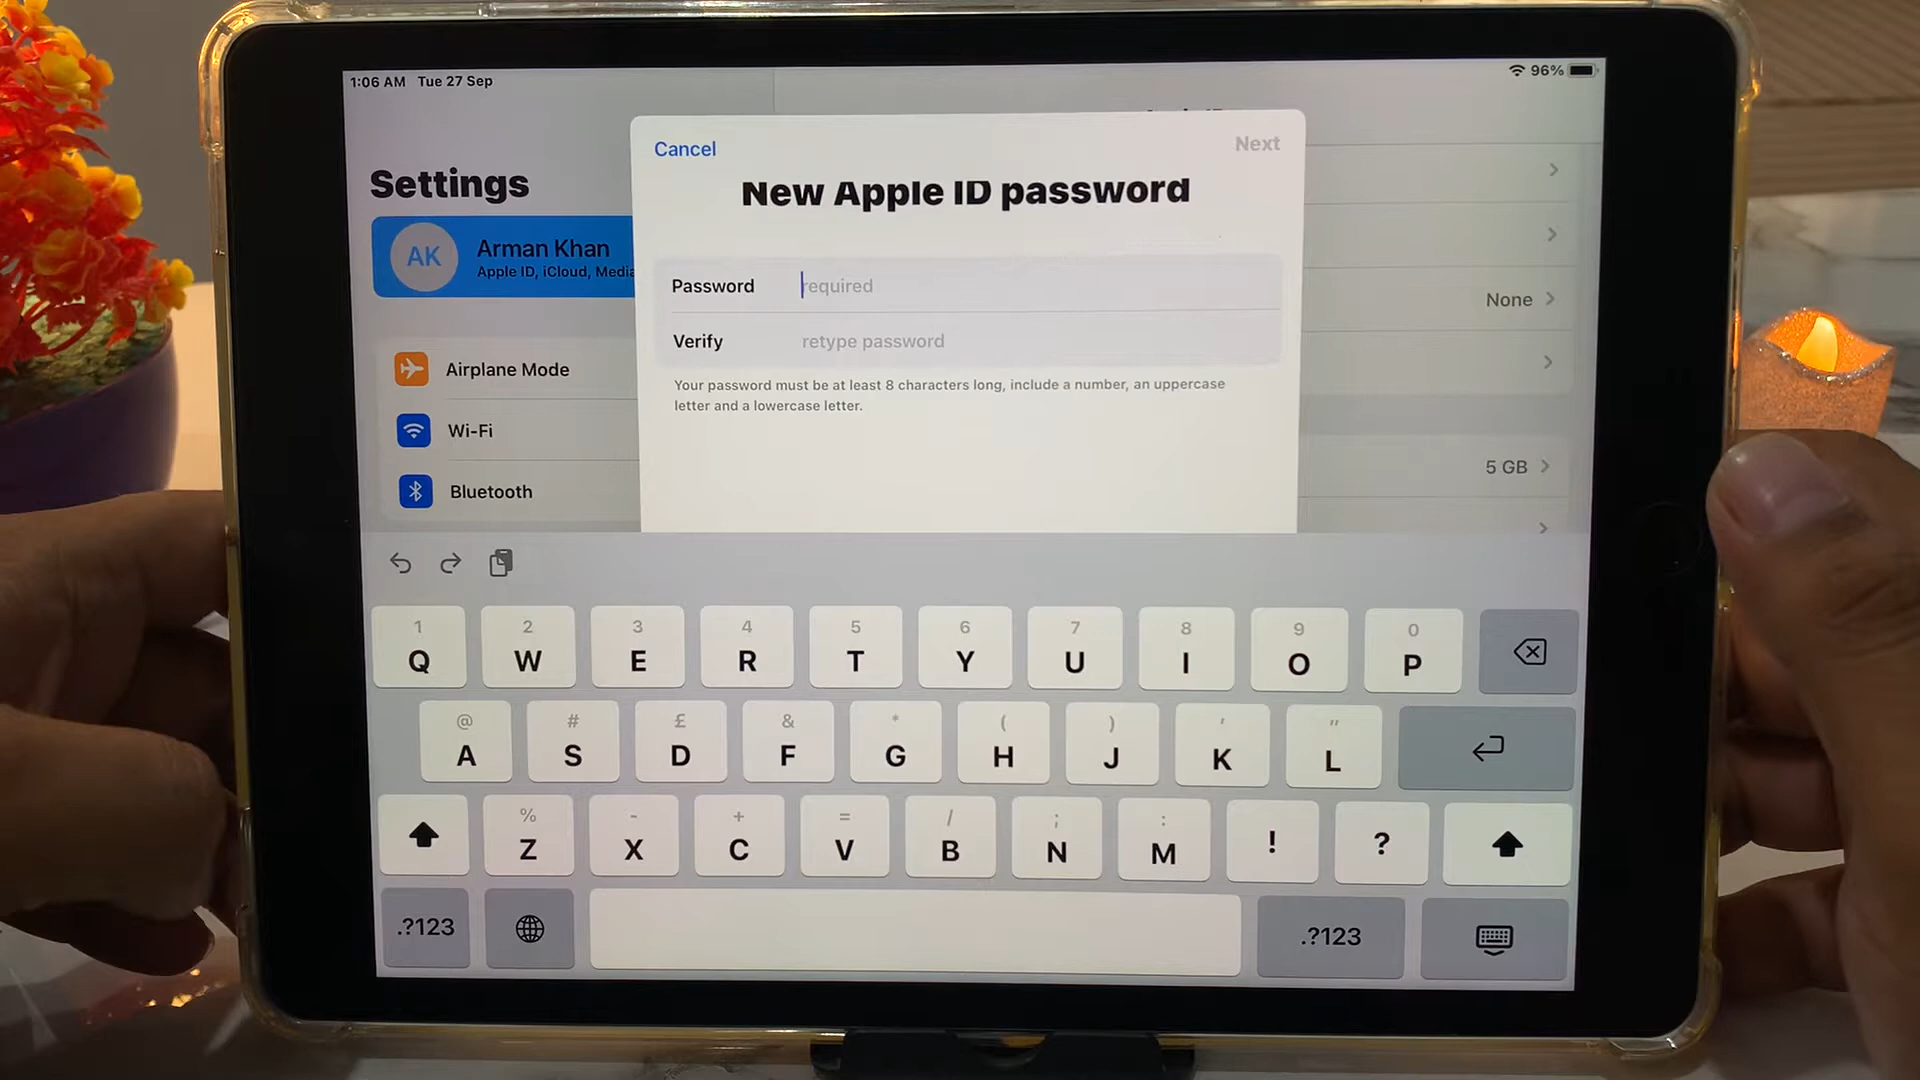 1:06 AM Tue 27 Sep
96%
Settings
AK
Arman Khan
Apple ID, iCloud, Media
Airplane Mode
Wi-Fi
Bluetooth
Cancel
Next
New Apple ID password
Password required
Verify retype password
Your password must be at least 8 characters long, include a number, an uppercase
letter and a lowercase letter.
None
5 GB
1 2 3 4 5 6 7 8 9 0
Q W E R T Y U I O P
@ # £ & * ( ) ' "
A S D F G H J K L
% - + = / ; :
Z X C V B N M ! ?
.?123 .?123